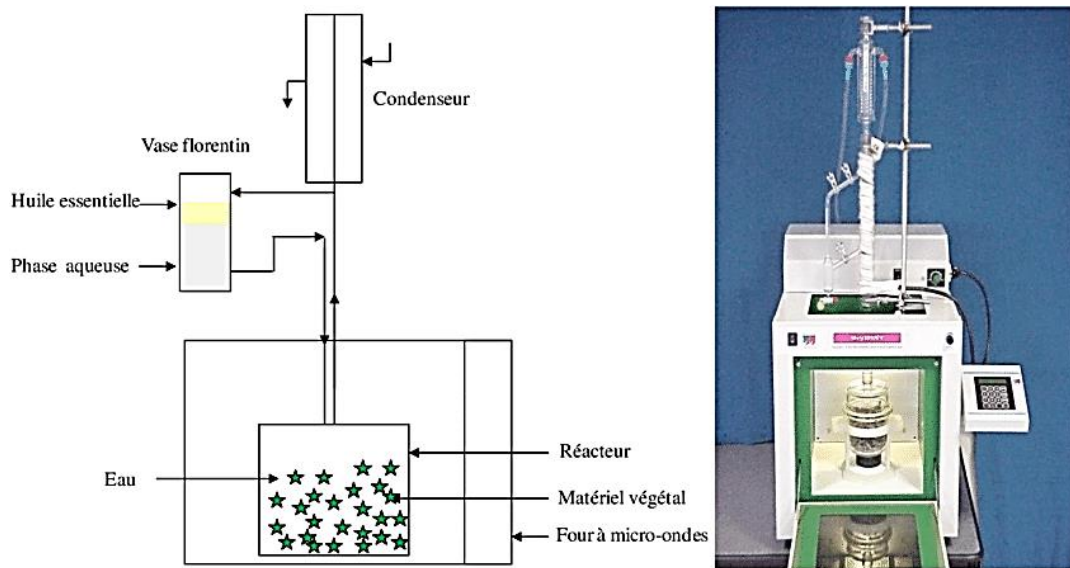 Condenseur
Vase florentin
Huile essentielle
Phase aqueuse
Réacteur
Eau
Matériel végétal
Four à micro-ondes